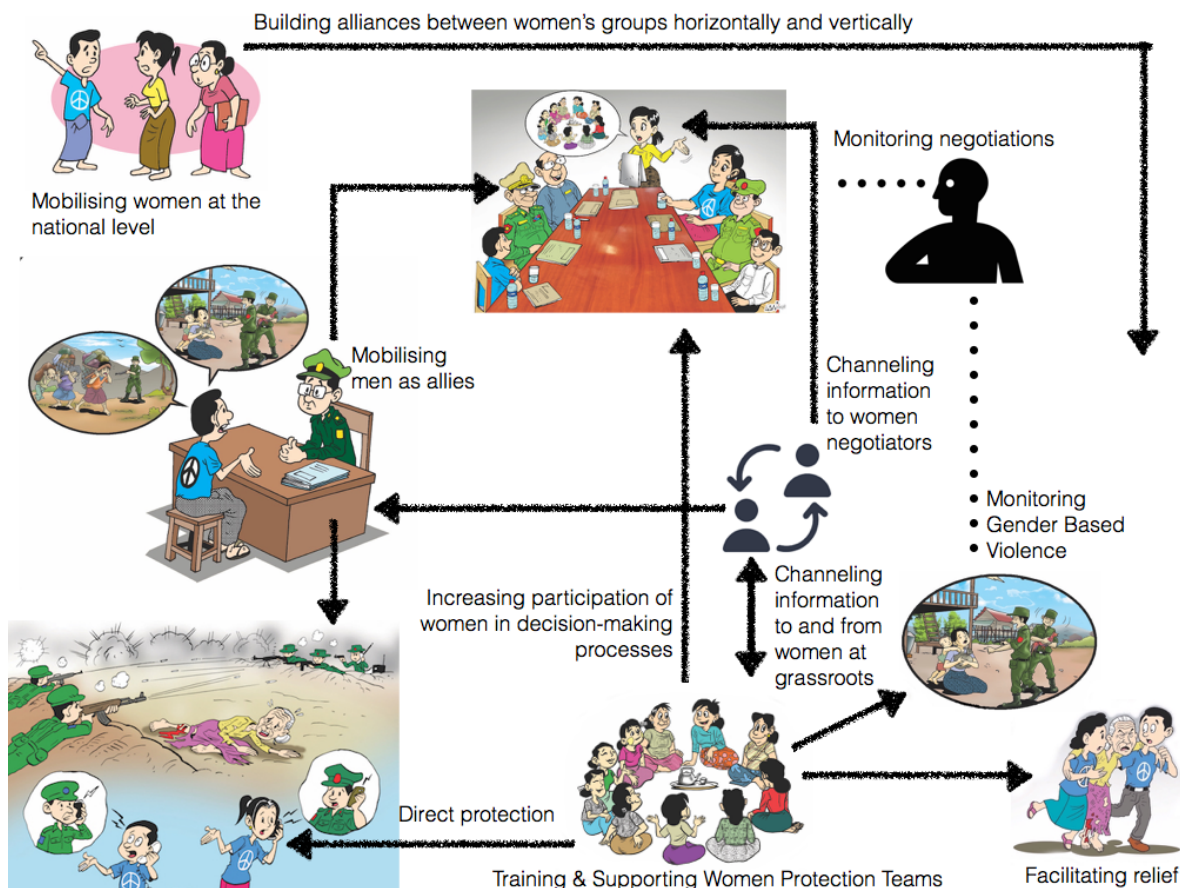 Building alliances between women's groups horizontally and vertically
Mobilising women at the
national level
Monitoring negotiations
Mobilising
men as allies
Channeling
information
to women
negotiators
Monitoring
Gender Based
Violence
Increasing participation of
women in decision-making
processes
Channeling
information
to and from
women at
grassroots
Direct protection
Training & Supporting Women Protection Teams
Facilitating relief